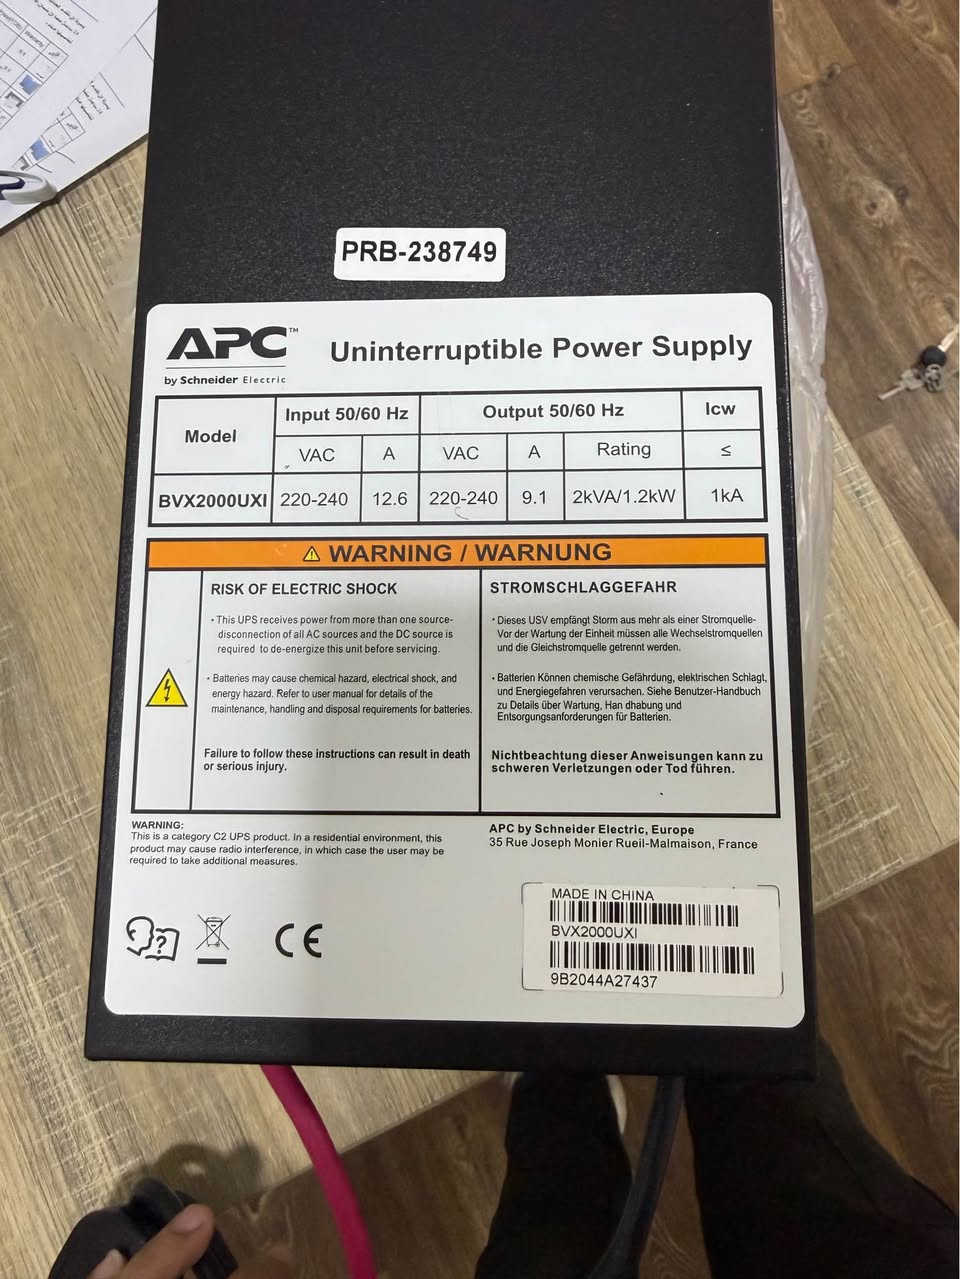 PRB-238749
APC™
by Schneider Electric
Uninterruptible Power Supply
Model Input 50/60 Hz Output 50/60 Hz Icw
VAC A VAC A Rating ≤
BVX2000UXI 220-240 12.6 220-240 9.1 2kVA/1.2kW 1kA
WARNING / WARNUNG
RISK OF ELECTRIC SHOCK
• This UPS receives power from more than one source-
disconnection of all AC sources and the DC source is
required to de-energize this unit before servicing.
• Batteries may cause chemical hazard, electrical shock, and
energy hazard. Refer to user manual for details of the
maintenance, handling and disposal requirements for batteries.
Failure to follow these instructions can result in death
or serious injury.
STROMSCHLAGGEFAHR
• Dieses USV empfängt Storm aus mehr als einer Stromquelle-
Vor der Wartung der Einheit müssen alle Wechselstromquellen
und die Gleichstromquelle getrennt werden.
• Batterien Können chemische Gefährdung, elektrischen Schlagt,
und Energiegefahren verursachen. Siehe Benutzer-Handbuch
zu Details über Wartung, Han dhabung und
Entsorgungsanforderungen für Batterien.
Nichtbeachtung dieser Anweisungen kann zu
schweren Verletzungen oder Tod führen.
WARNING:
This is a category C2 UPS product. In a residential environment, this
product may cause radio interference, in which case the user may be
required to take additional measures.
APC by Schneider Electric, Europe
35 Rue Joseph Monier Rueil-Malmaison, France
CE
MADE IN CHINA
BVX2000UXI
9B2044A27437